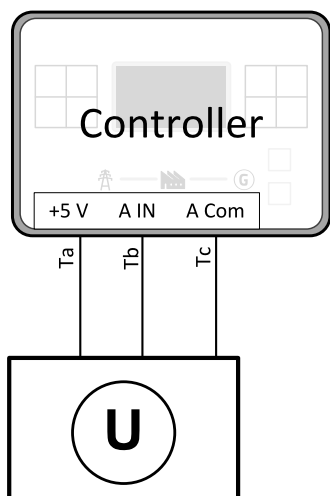 Controller
G
+5 V A IN A Com
Ta Tb Tc
U